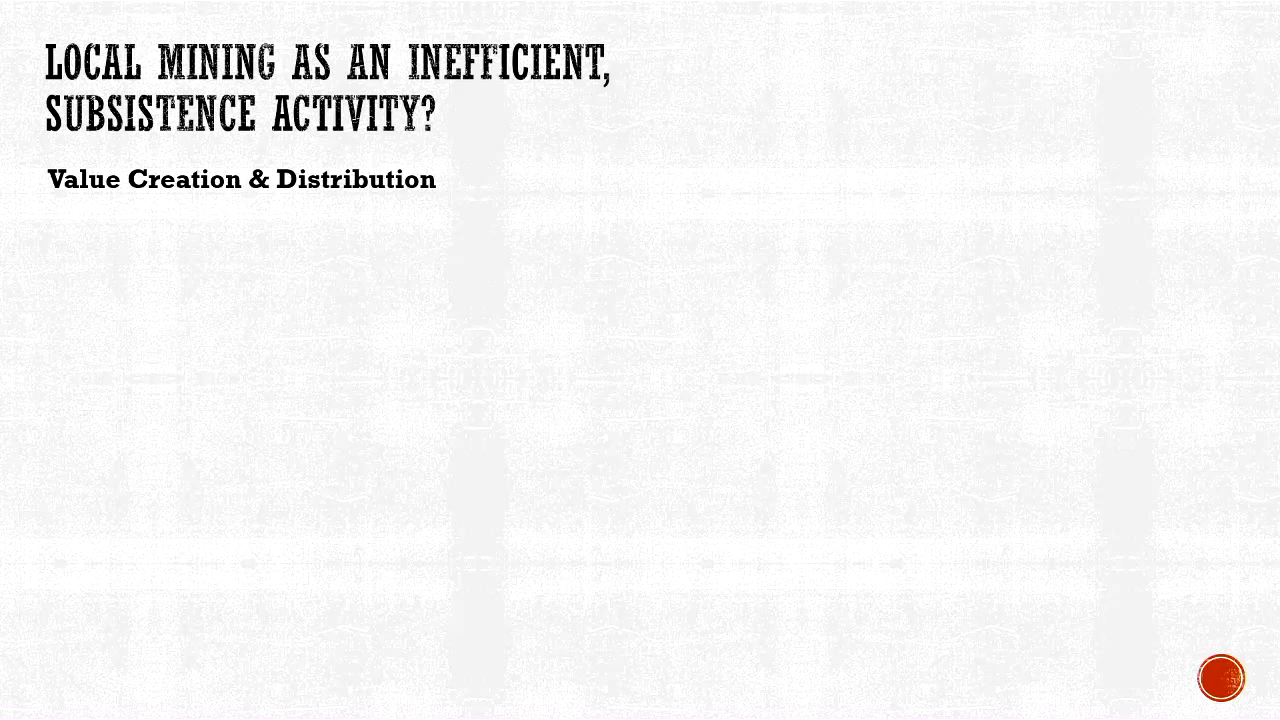 LOCAL MINING AS AN INEFFICIENT,
SUBSISTENCE ACTIVITY?
Value Creation & Distribution